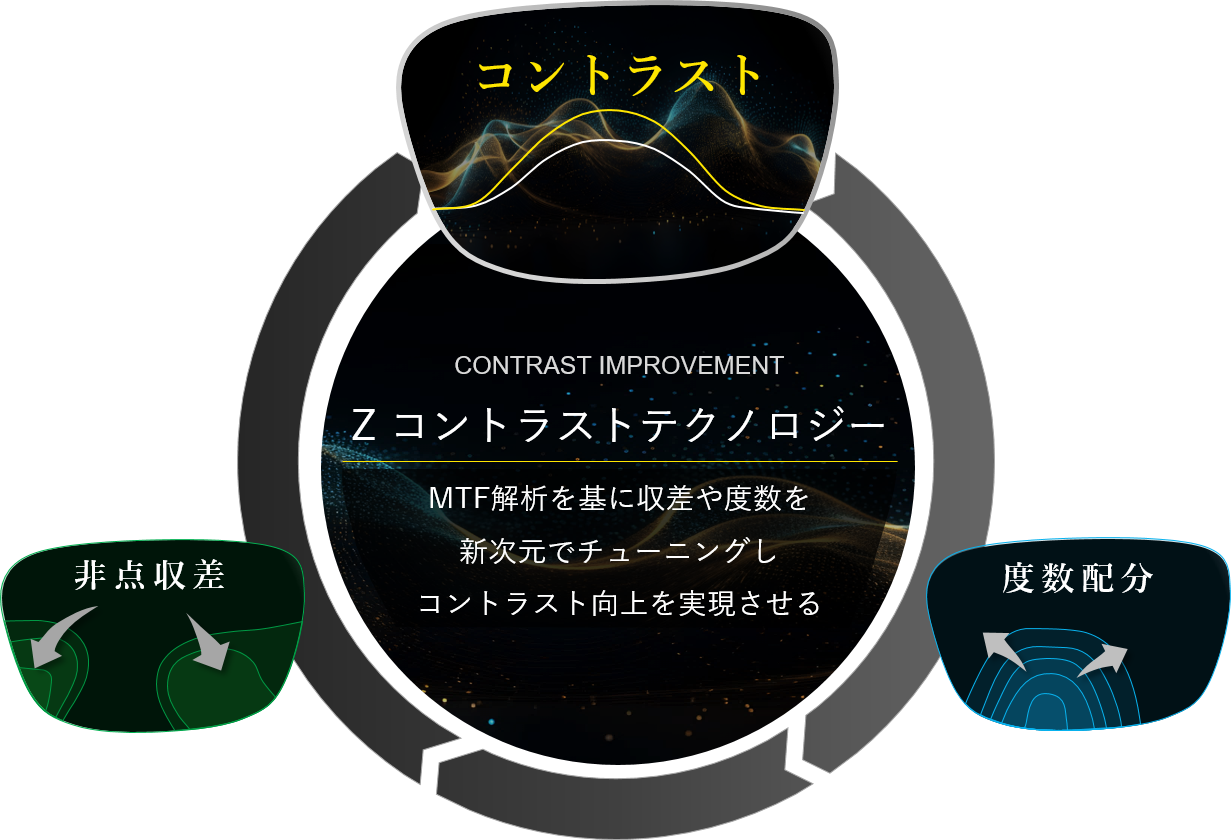 コントラスト
CONTRAST IMPROVEMENT
Z コントラストテクノロジー
MTF解析を基に収差や度数を
新次元でチューニングし
コントラスト向上を実現させる
非点収差
度数配分